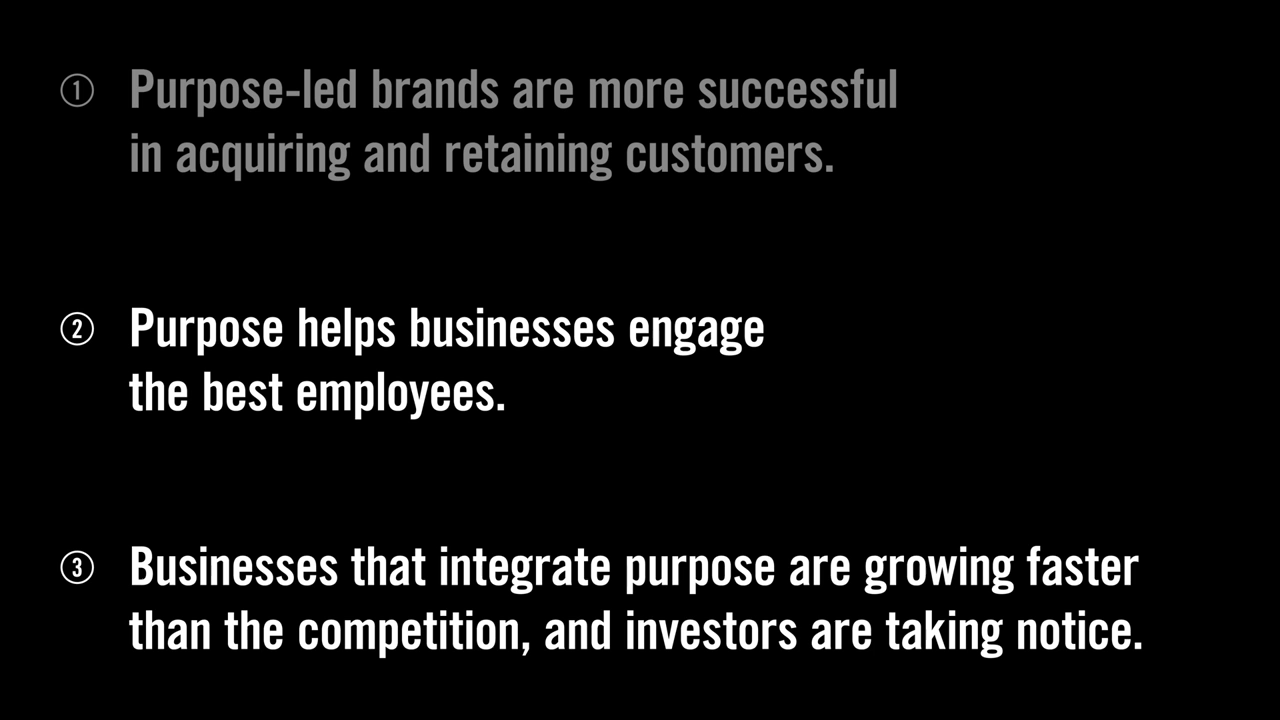 ① Purpose-led brands are more successful
in acquiring and retaining customers.
② Purpose helps businesses engage
the best employees.
③ Businesses that integrate purpose are growing faster
than the competition, and investors are taking notice.